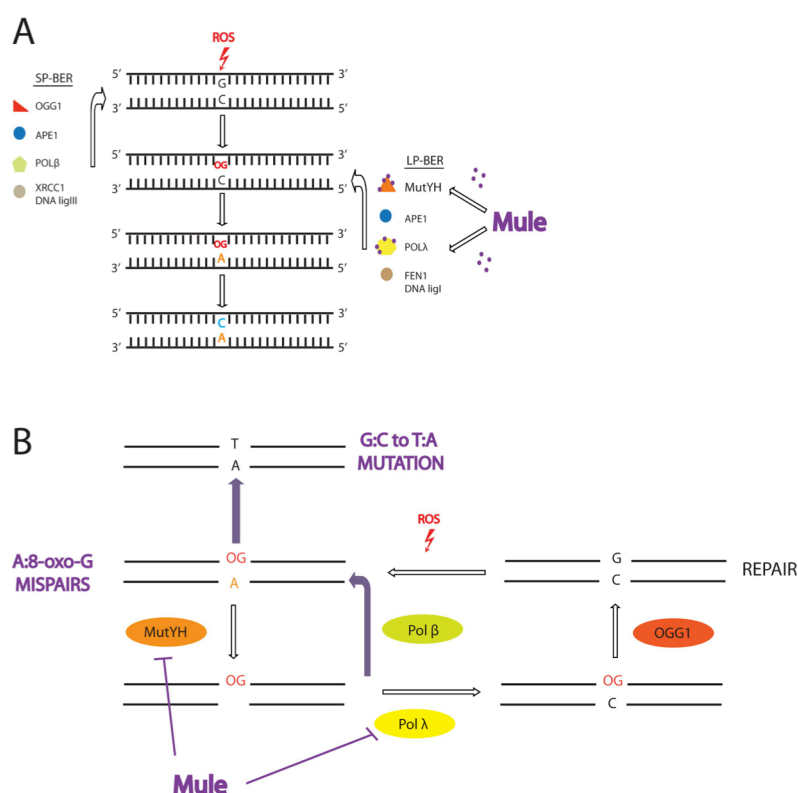 A
ROS
5' 3'
SP-BER
G
OGG1
C
3' 5'
APE1
POLβ
5' 3'
XRCC1
DNA ligIII
OG
C
3' 5'
LP-BER
MutYH
APE1
Mule
POLλ
FEN1
DNA ligI
5' 3'
OG
A
3' 5'
5' 3'
C
A
3' 5'
B
T
A
G:C to T:A
MUTATION
ROS
A:8-oxo-G
MISPAIRS
OG
A
G
C
REPAIR
MutYH
Pol β
OGG1
OG
OG
C
Pol λ
Mule